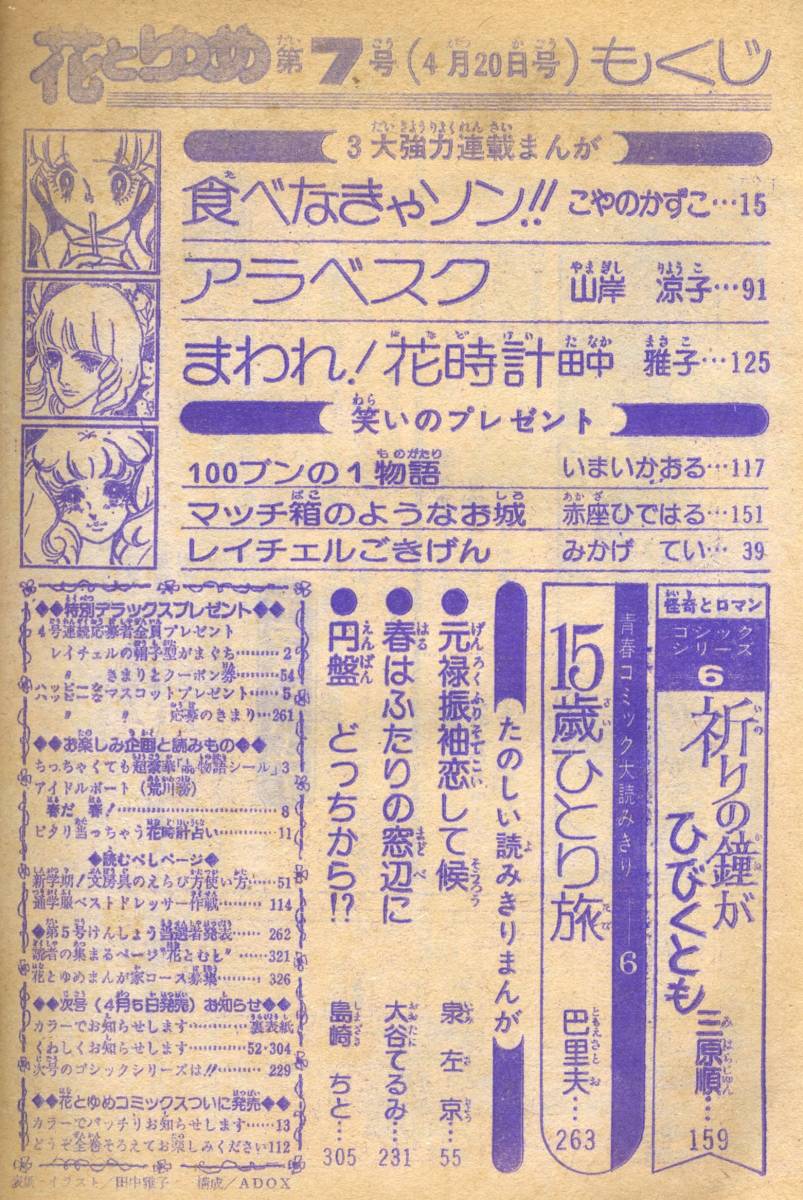 花とゆめ 第7号(4月20日号) もくじ
3大強力連載まんが
食べなきゃソン!! こやのかずこ…15
アラベスク 山岸 凉子…91
まわれ!花時計 田中 雅子…125
笑いのプレゼント
100ブンの1物語 いまいかおる…117
マッチ箱のようなお城 赤座ひではる…151
レイチェルごきげん みかげ てい…39
怪奇とロマン
ゴシックシリーズ6
祈りの鐘が
ひびくとも
三原順…159
青春コミック大読みきり――6
15歳ひとり旅
巴里夫…263
たのしい読みきりまんが
●元禄振袖恋して候 泉 左京…55
●春はふたりの窓辺に 大谷てるみ…231
●円盤 どっちから!? 島崎 ちと…305
◆◆特別デラックスプレゼント◆◆
4号連続応募者全員プレゼント
レイチェルの帽子型がまぐち………2
〃 きまりとクーポン券………54
ハッピーなマスコットプレゼント……5
〃 〃 応募のきまり…261
◆◆お楽しみ企画と読みもの◆◆
ちっちゃくても超豪華「 物語シール」3
アイドルポート(荒川務)
春だ 春!………8
ピタリ当っちゃう花時計占い………11
◆読むべしページ◆
新学期!文房具のえらび方使い方……51
通学服ベストドレッサー作戦………114
◆第5号けんしょう当選者発表……262
読者の集まるページ“花とむし”……321
花とゆめまんが家コース募集………326
◆◆次号(4月5日発売)お知らせ◆◆
カラーでお知らせします………裏表紙
くわしくお知らせします………52・304
次号のゴシックシリーズは!!………229
◆◆花とゆめコミックスついに発売◆◆
カラーでバッチリお知らせします……13
どうぞ全巻そろえてお楽しみください112
表紙・イラスト/田中雅子 構成/ADOX